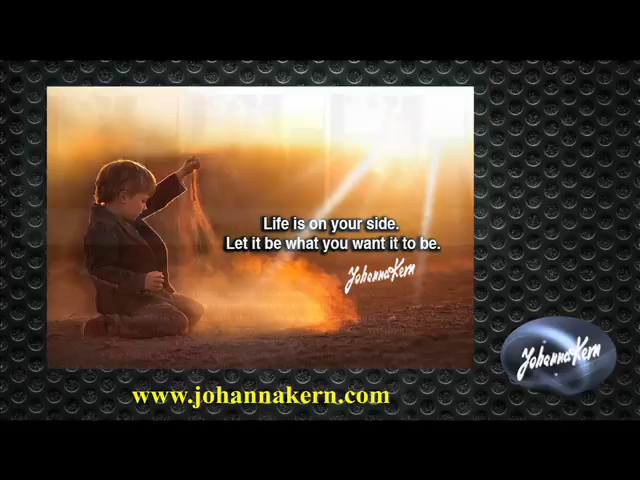 Life is on your side.
Let it be what you want it to be.
JohannaKern
JohannaKern
www.johannakern.com